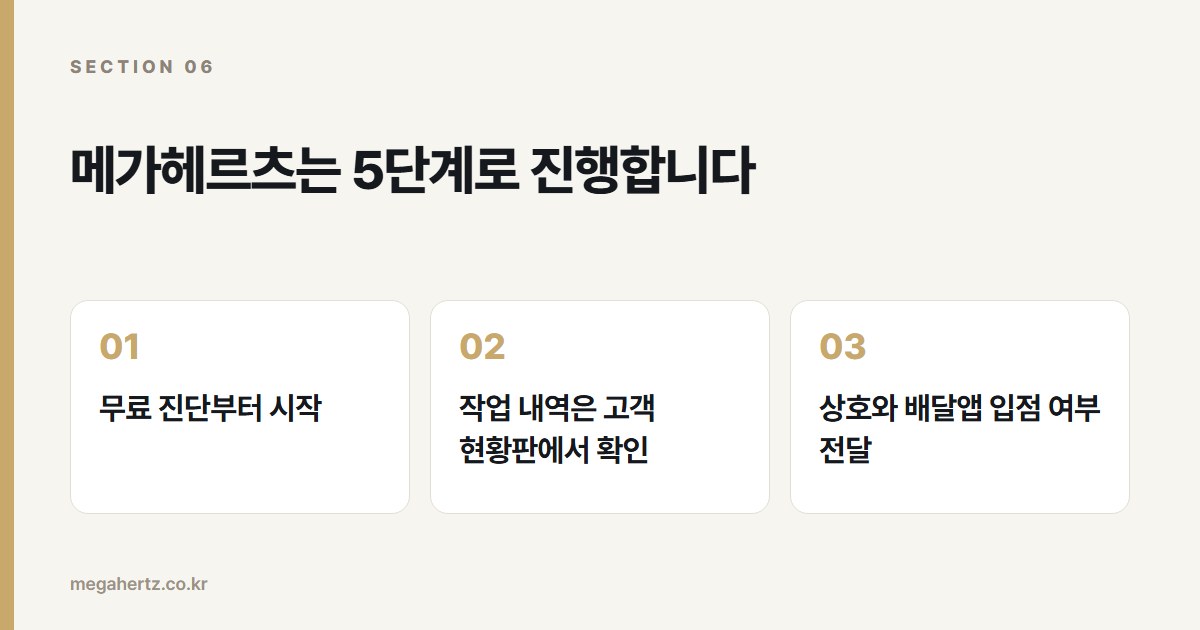 SECTION 06
메가헤르츠는 5단계로 진행합니다
01
무료 진단부터 시작
02
작업 내역은 고객
현황판에서 확인
03
상호와 배달앱 입점 여부
전달
megahertz.co.kr